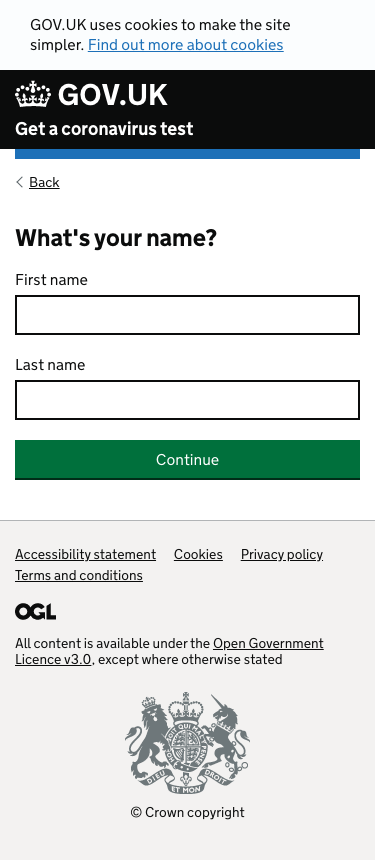 GOV.UK uses cookies to make the site
simpler. Find out more about cookies
GOV.UK
Get a coronavirus test
Back
What's your name?
First name
Last name
Continue
Accessibility statement Cookies Privacy policy
Terms and conditions
OGL
All content is available under the Open Government
Licence v3.0, except where otherwise stated
DIEU ET MON DROIT
© Crown copyright